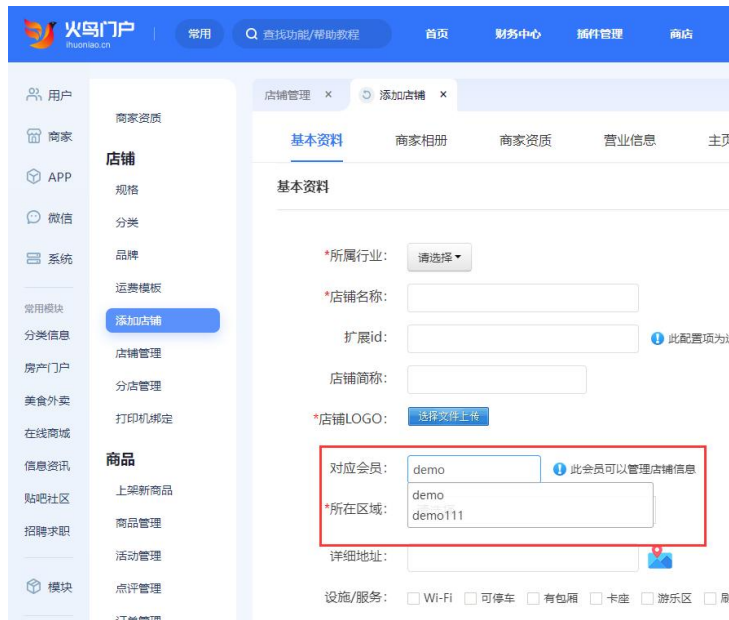 火鸟门户
ihuoniao.cn
常用
查找功能/帮助教程
首页
财务中心
插件管理
商店
用户
商家
APP
微信
系统
常用模块
分类信息
房产门户
美食外卖
在线商城
信息资讯
贴吧社区
招聘求职
模块
商家资质
店铺
规格
分类
品牌
运费模板
添加店铺
店铺管理
分店管理
打印机绑定
商品
上架新商品
商品管理
活动管理
点评管理
店铺管理 ×
添加店铺 ×
基本资料
商家相册
商家资质
营业信息
基本资料
*所属行业: 请选择
*店铺名称:
扩展id: 此配置项为
店铺简称:
*店铺LOGO: 选择文件上传
对应会员: demo 此会员可以管理店铺信息
demo
*所在区域: demo111
详细地址:
设施/服务: Wi-Fi 可停车 有包厢 卡座 游乐区